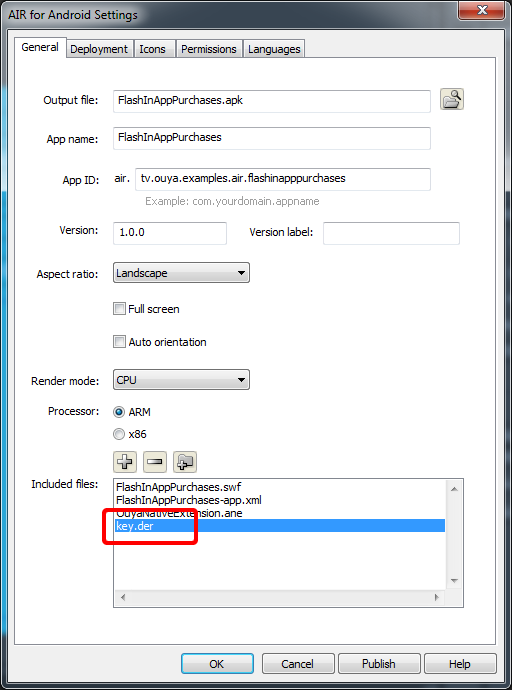 AIR for Android Settings
General Deployment Icons Permissions Languages
Output file: FlashInAppPurchases.apk
App name: FlashInAppPurchases
App ID: air. tv.ouya.examples.air.flashinapppurchases
Example: com.yourdomain.appname
Version: 1.0.0 Version label:
Aspect ratio: Landscape
Full screen
Auto orientation
Render mode: CPU
Processor: ARM
x86
Included files: FlashInAppPurchases.swf
FlashInAppPurchases-app.xml
OuyaNativeExtension.ane
key.der
OK Cancel Publish Help